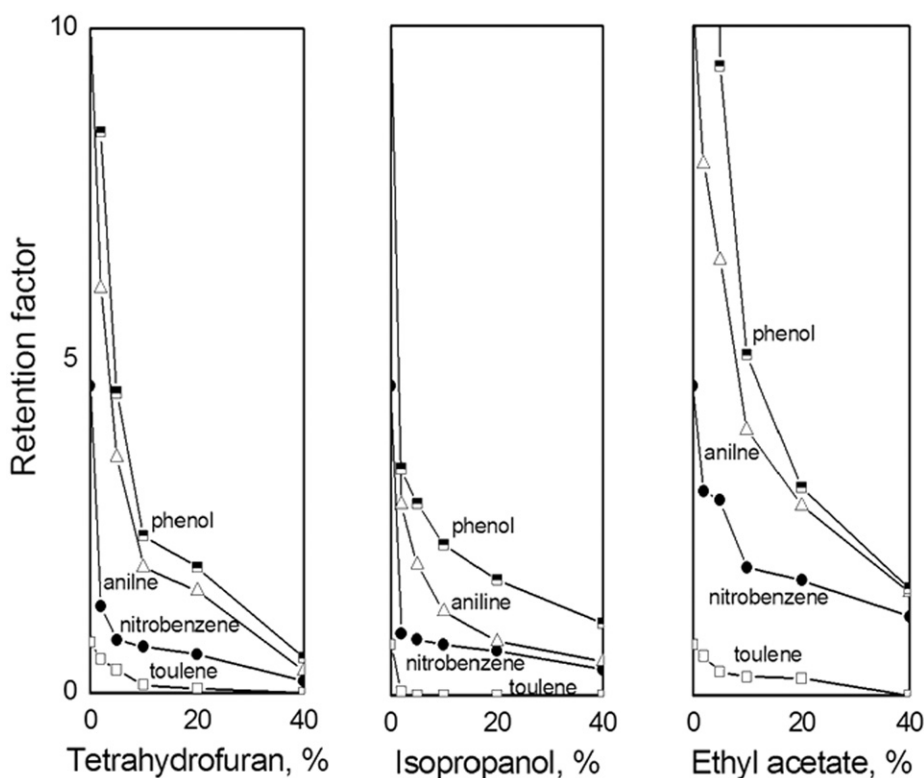 Retention factor
10
5
0
phenol
anilne
nitrobenzene
toulene
0 20 40
Tetrahydrofuran, %
phenol
aniline
nitrobenzene
toulene
0 20 40
Isopropanol, %
phenol
anilne
nitrobenzene
toulene
0 20 40
Ethyl acetate, %